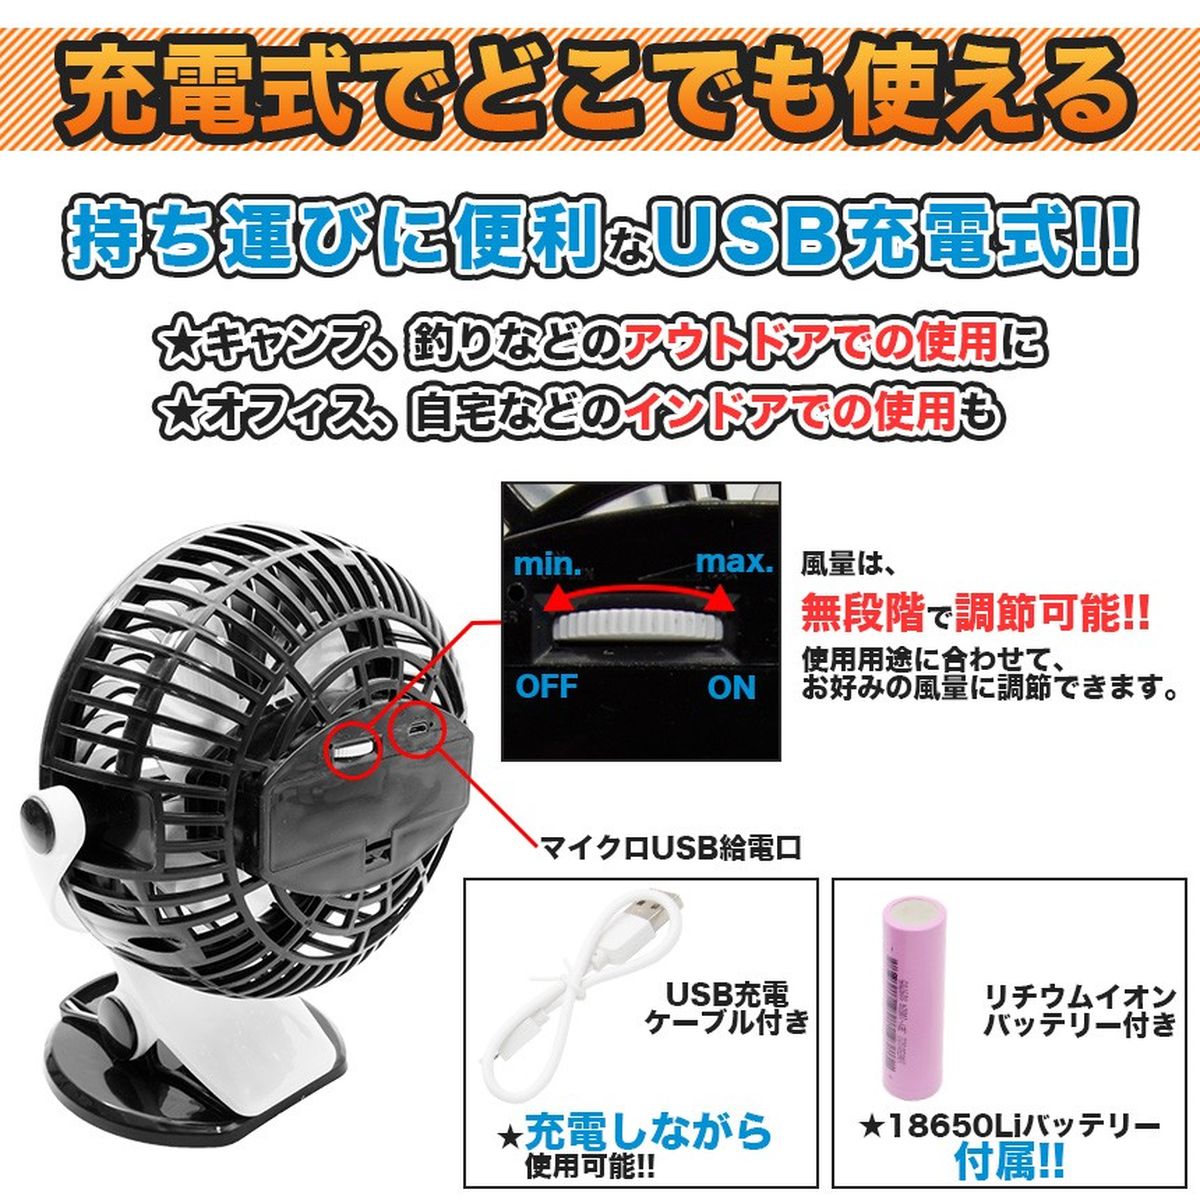 充電式でどこでも使える
持ち運びに便利なUSB充電式!!
★キャンプ、釣りなどのアウトドアでの使用に
★オフィス、自宅などのインドアでの使用も
min. max.
OFF ON
風量は、
無段階で調節可能!!
使用用途に合わせて、
お好みの風量に調節できます。
マイクロUSB給電口
USB充電
ケーブル付き
★充電しながら
使用可能!!
リチウムイオン
バッテリー付き
★18650Liバッテリー
付属!!